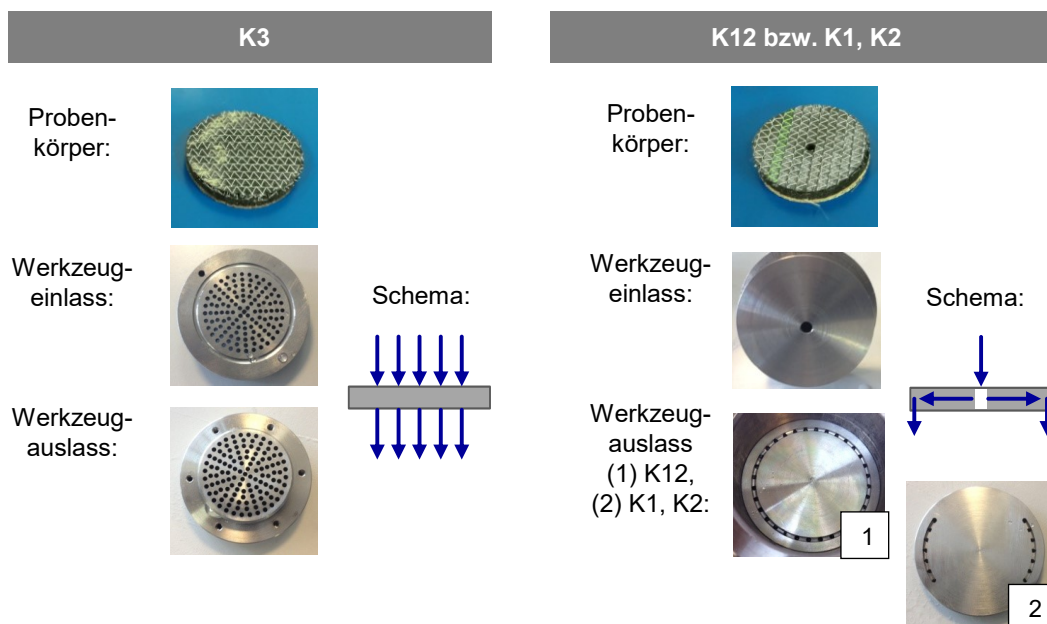 K3
Proben-
körper:
Werkzeug-
einlass:
Schema:
Werkzeug-
auslass:
K12 bzw. K1, K2
Proben-
körper:
Werkzeug-
einlass:
Schema:
Werkzeug-
auslass
(1) K12,
(2) K1, K2:
1
2